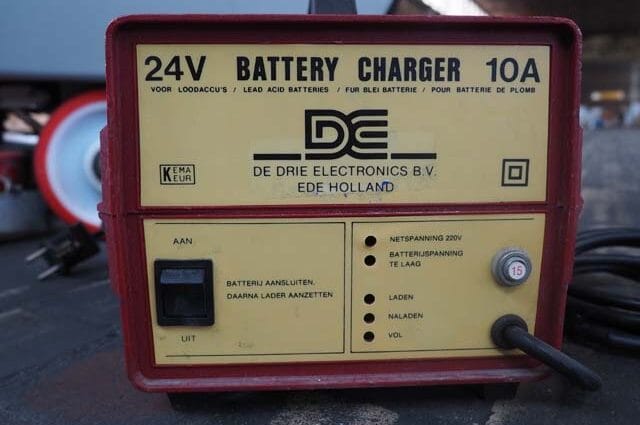 24V BATTERY CHARGER 10A
VOOR LOODACCU'S / LEAD ACID BATTERIES / FUR BLEI BATTERIE / POUR BATTERIE DE PLOMB
DE
DE DRIE ELECTRONICS B.V.
EDE HOLLAND
KEMA
KEUR
AAN
BATTERIJ AANSLUITEN.
DAARNA LADER AANZETTEN
UIT
NETSPANNING 220V
BATTERIJSPANNING
TE LAAG
LADEN
NALADEN
VOL
15